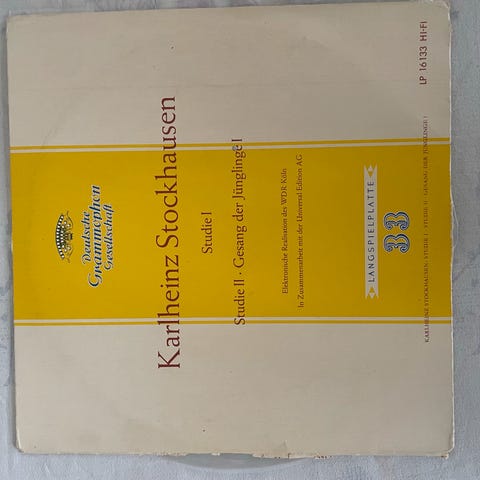 LP 16133 HI-FI
Deutsche
Grammophon
Gesellschaft
Karlheinz Stockhausen
Studie I
Studie II · Gesang der Jünglinge I
Elektronische Realisation des WDR Köln
In Zusammenarbeit mit der Universal Edition AG
LANGSPIELPLATTE
33
KARLHEINZ STOCKHAUSEN · STUDIE I · STUDIE II · GESANG DER JÜNGLINGE I